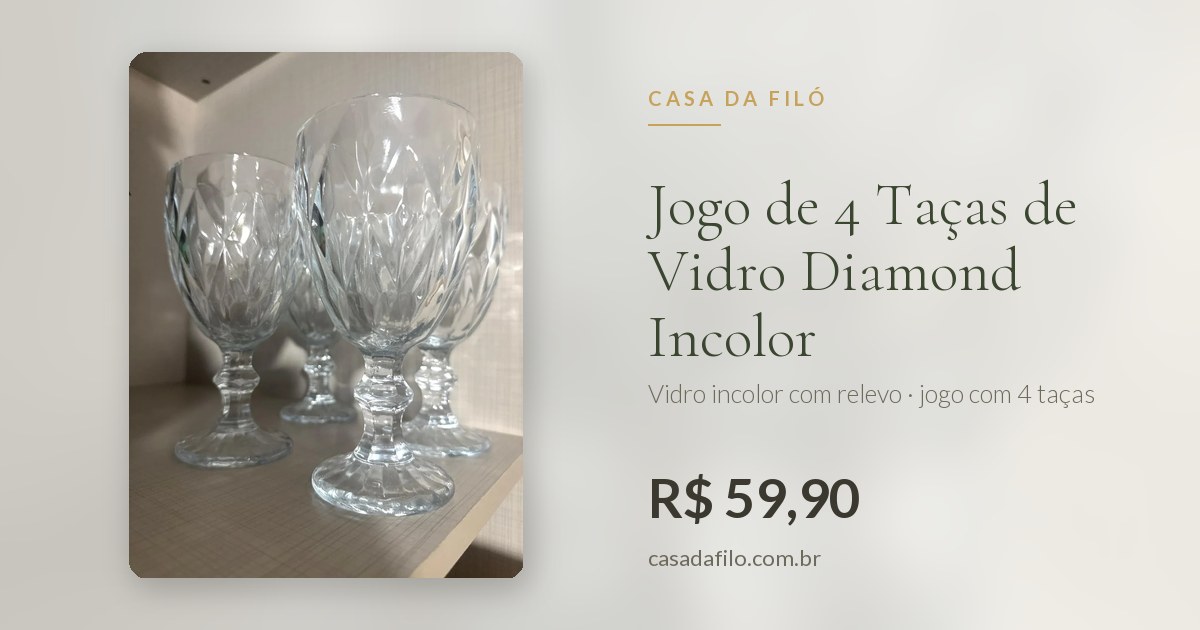 CASA DA FILÓ
Jogo de 4 Taças de
Vidro Diamond
Incolor
Vidro incolor com relevo · jogo com 4 taças
R$ 59,90
casadafilo.com.br